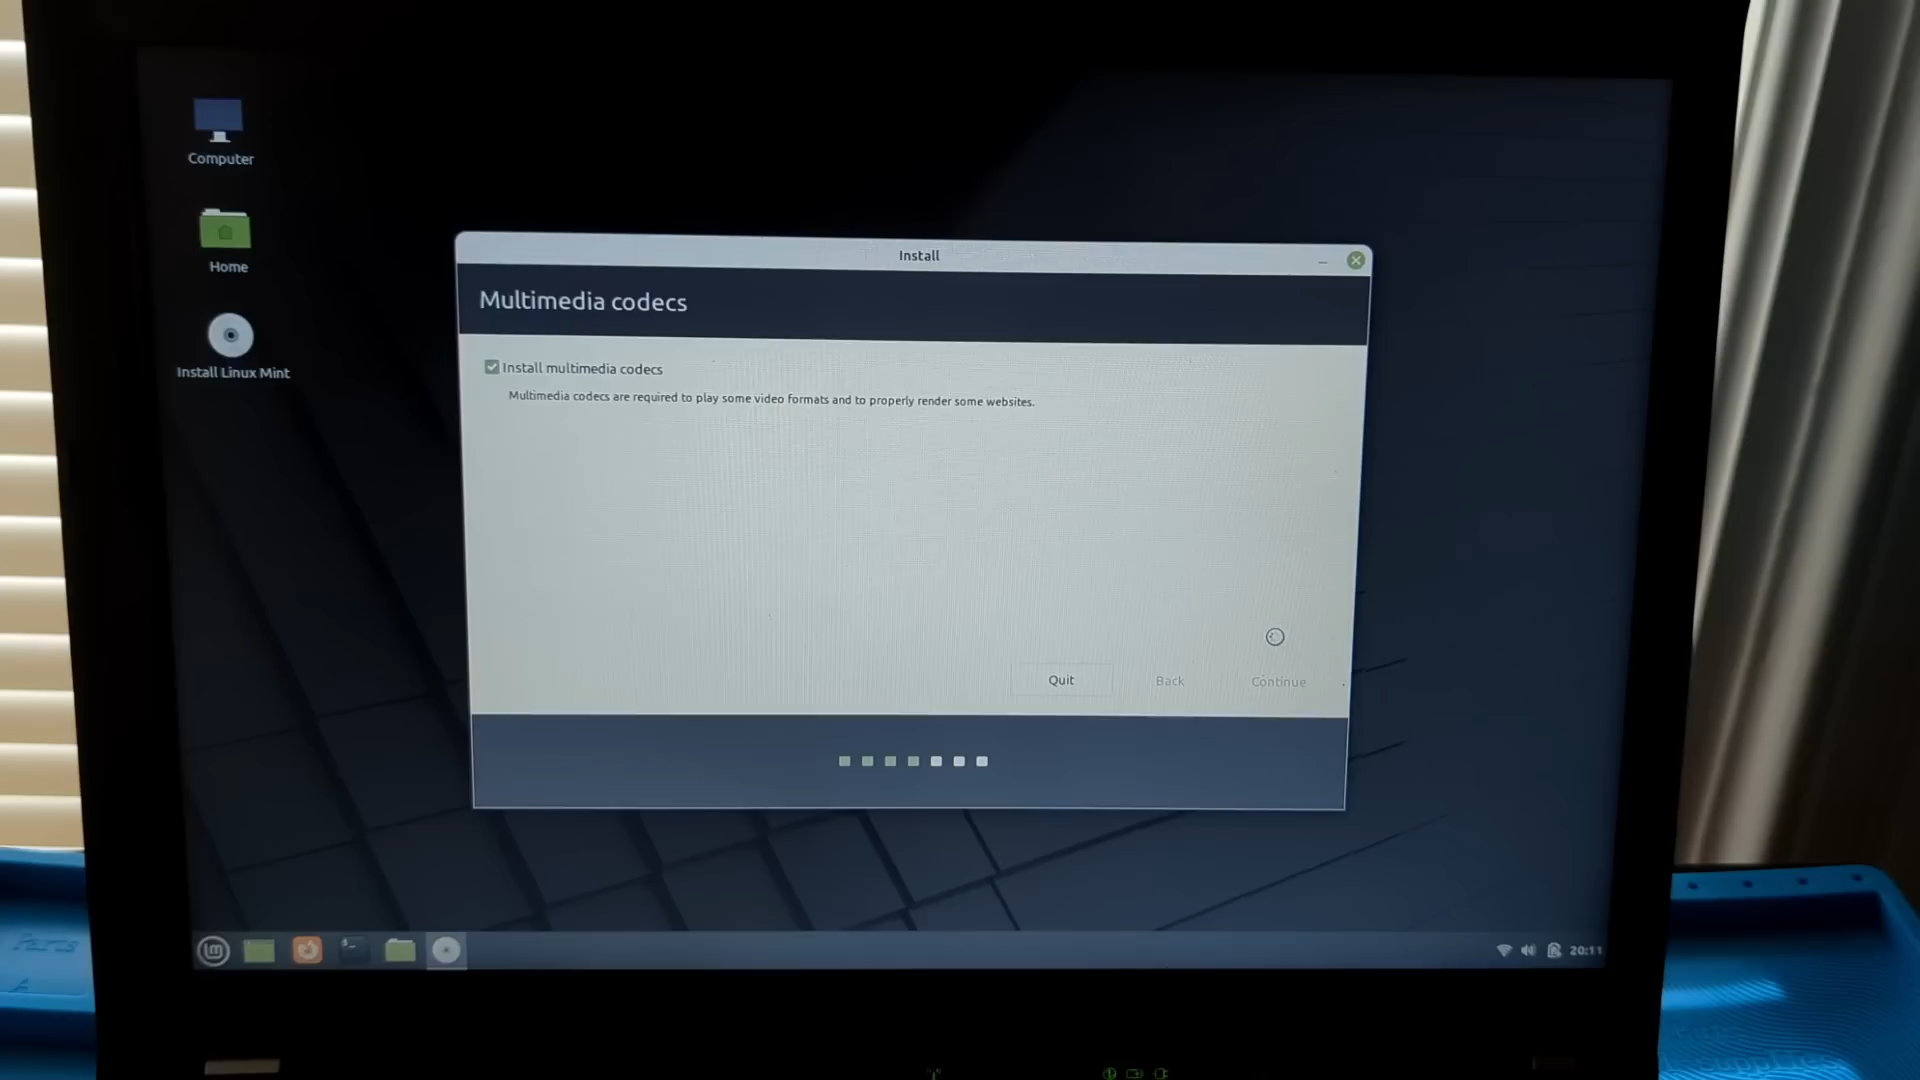 Computer
Home
Install Linux Mint
Install
Multimedia codecs
Install multimedia codecs
Multimedia codecs are required to play some video formats and to properly render some websites.
Quit
Back
Continue
20:11
Parts